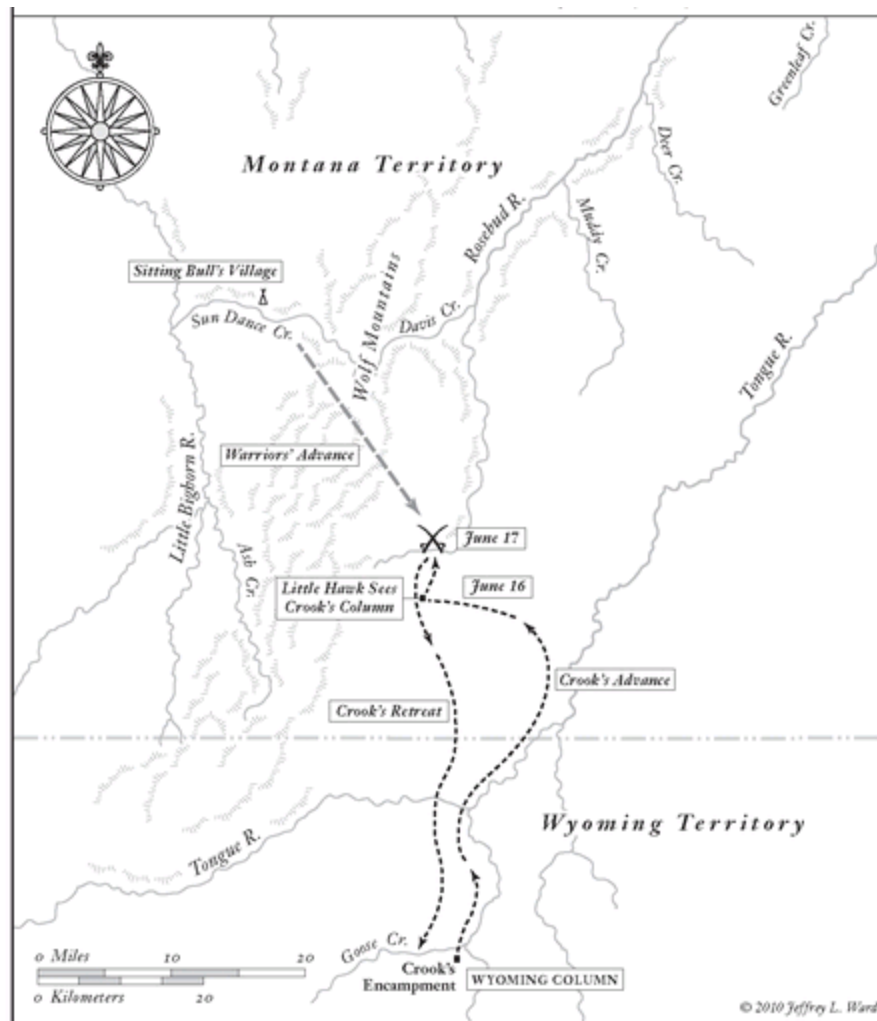 Greenleaf Cr.
Deer Cr.
Montana Territory
Rosebud R.
Muddy Cr.
Sitting Bull's Village
Sun Dance Cr.
Wolf Mountains
Davis Cr.
Tongue R.
Warriors' Advance
Little Bighorn R.
Ash Cr.
June 17
Little Hawk Sees
Crook's Column
June 16
Crook's Advance
Crook's Retreat
Wyoming Territory
Tongue R.
Goose Cr.
0 Miles 10 20
0 Kilometers 20
Crook's
Encampment
WYOMING COLUMN
© 2010 Jeffrey L. Ward